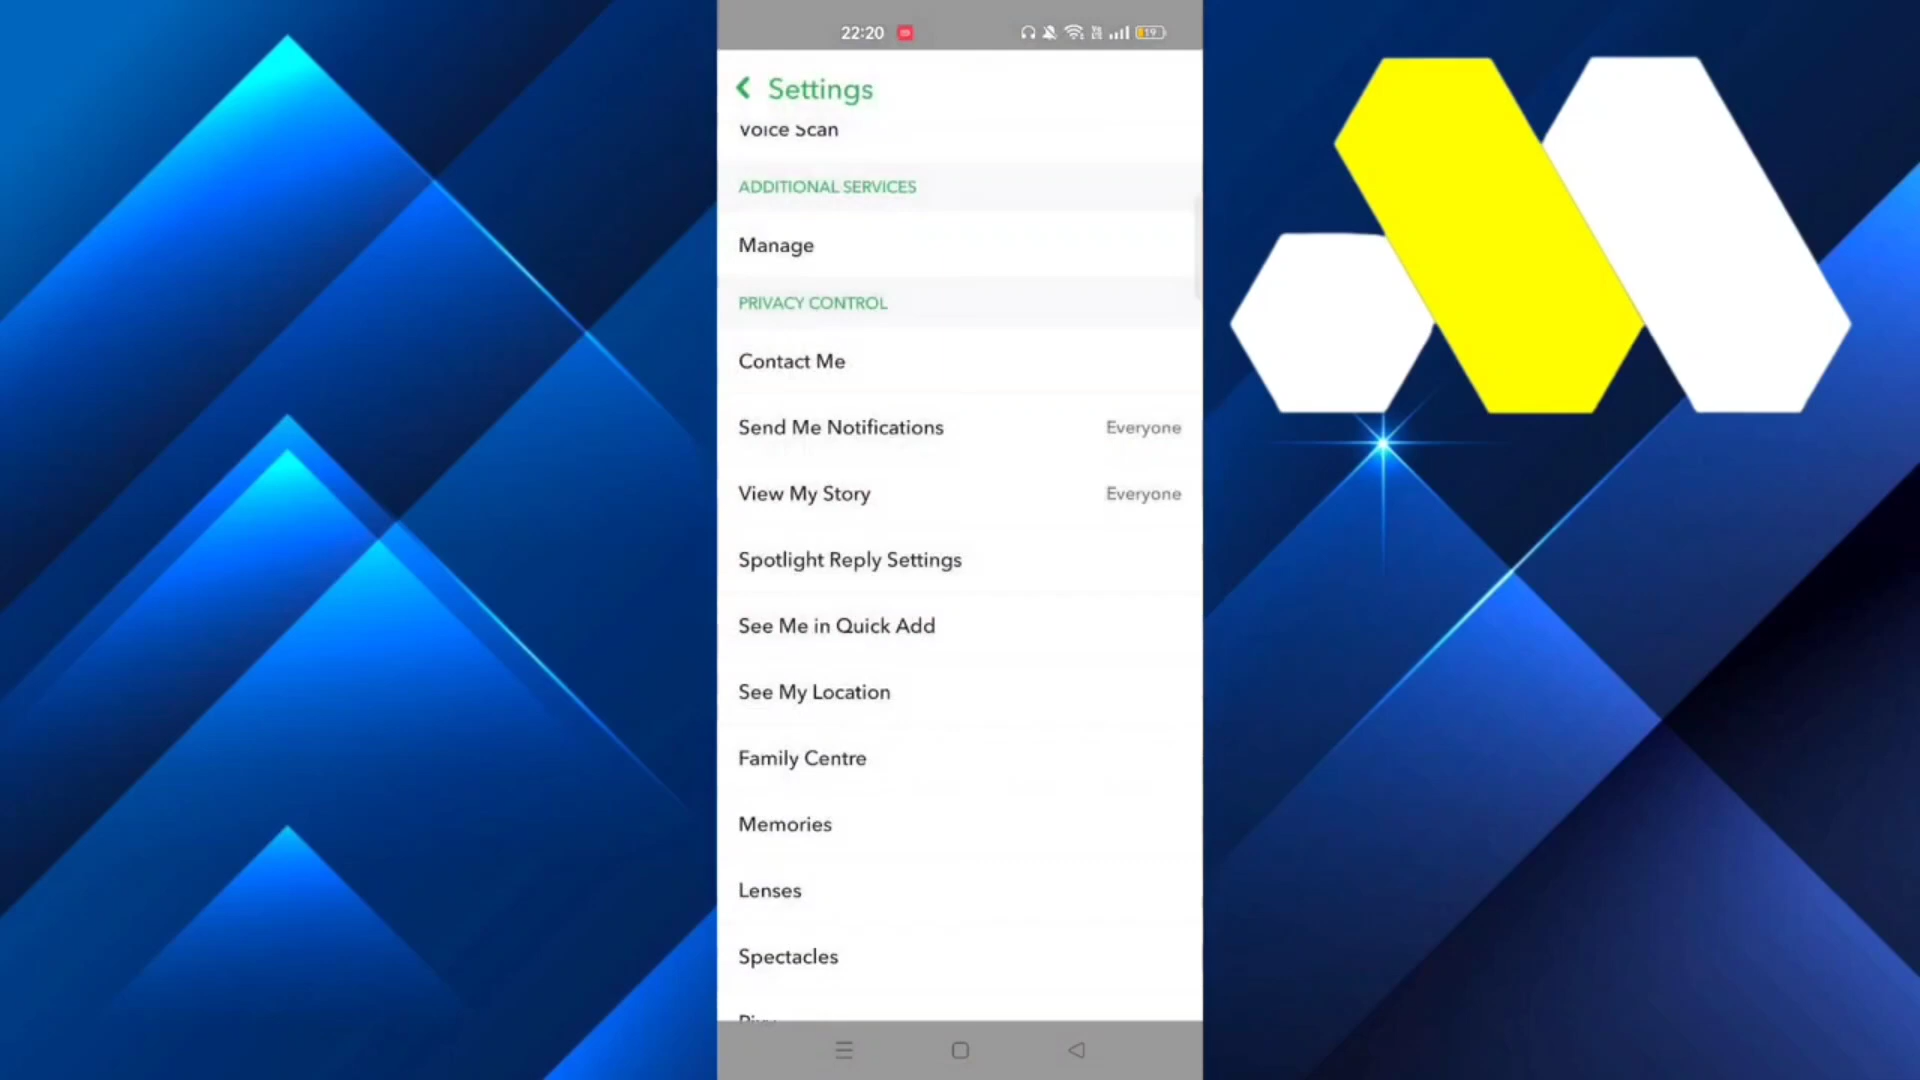 22:20
19
Settings
Voice Scan
ADDITIONAL SERVICES
Manage
PRIVACY CONTROL
Contact Me
Send Me Notifications Everyone
View My Story Everyone
Spotlight Reply Settings
See Me in Quick Add
See My Location
Family Centre
Memories
Lenses
Spectacles